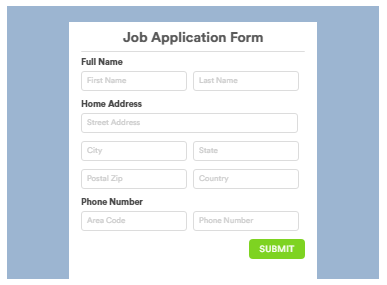 Job Application Form
Full Name
First Name Last Name
Home Address
Street Address
City State
Postal Zip Country
Phone Number
Area Code Phone Number
SUBMIT